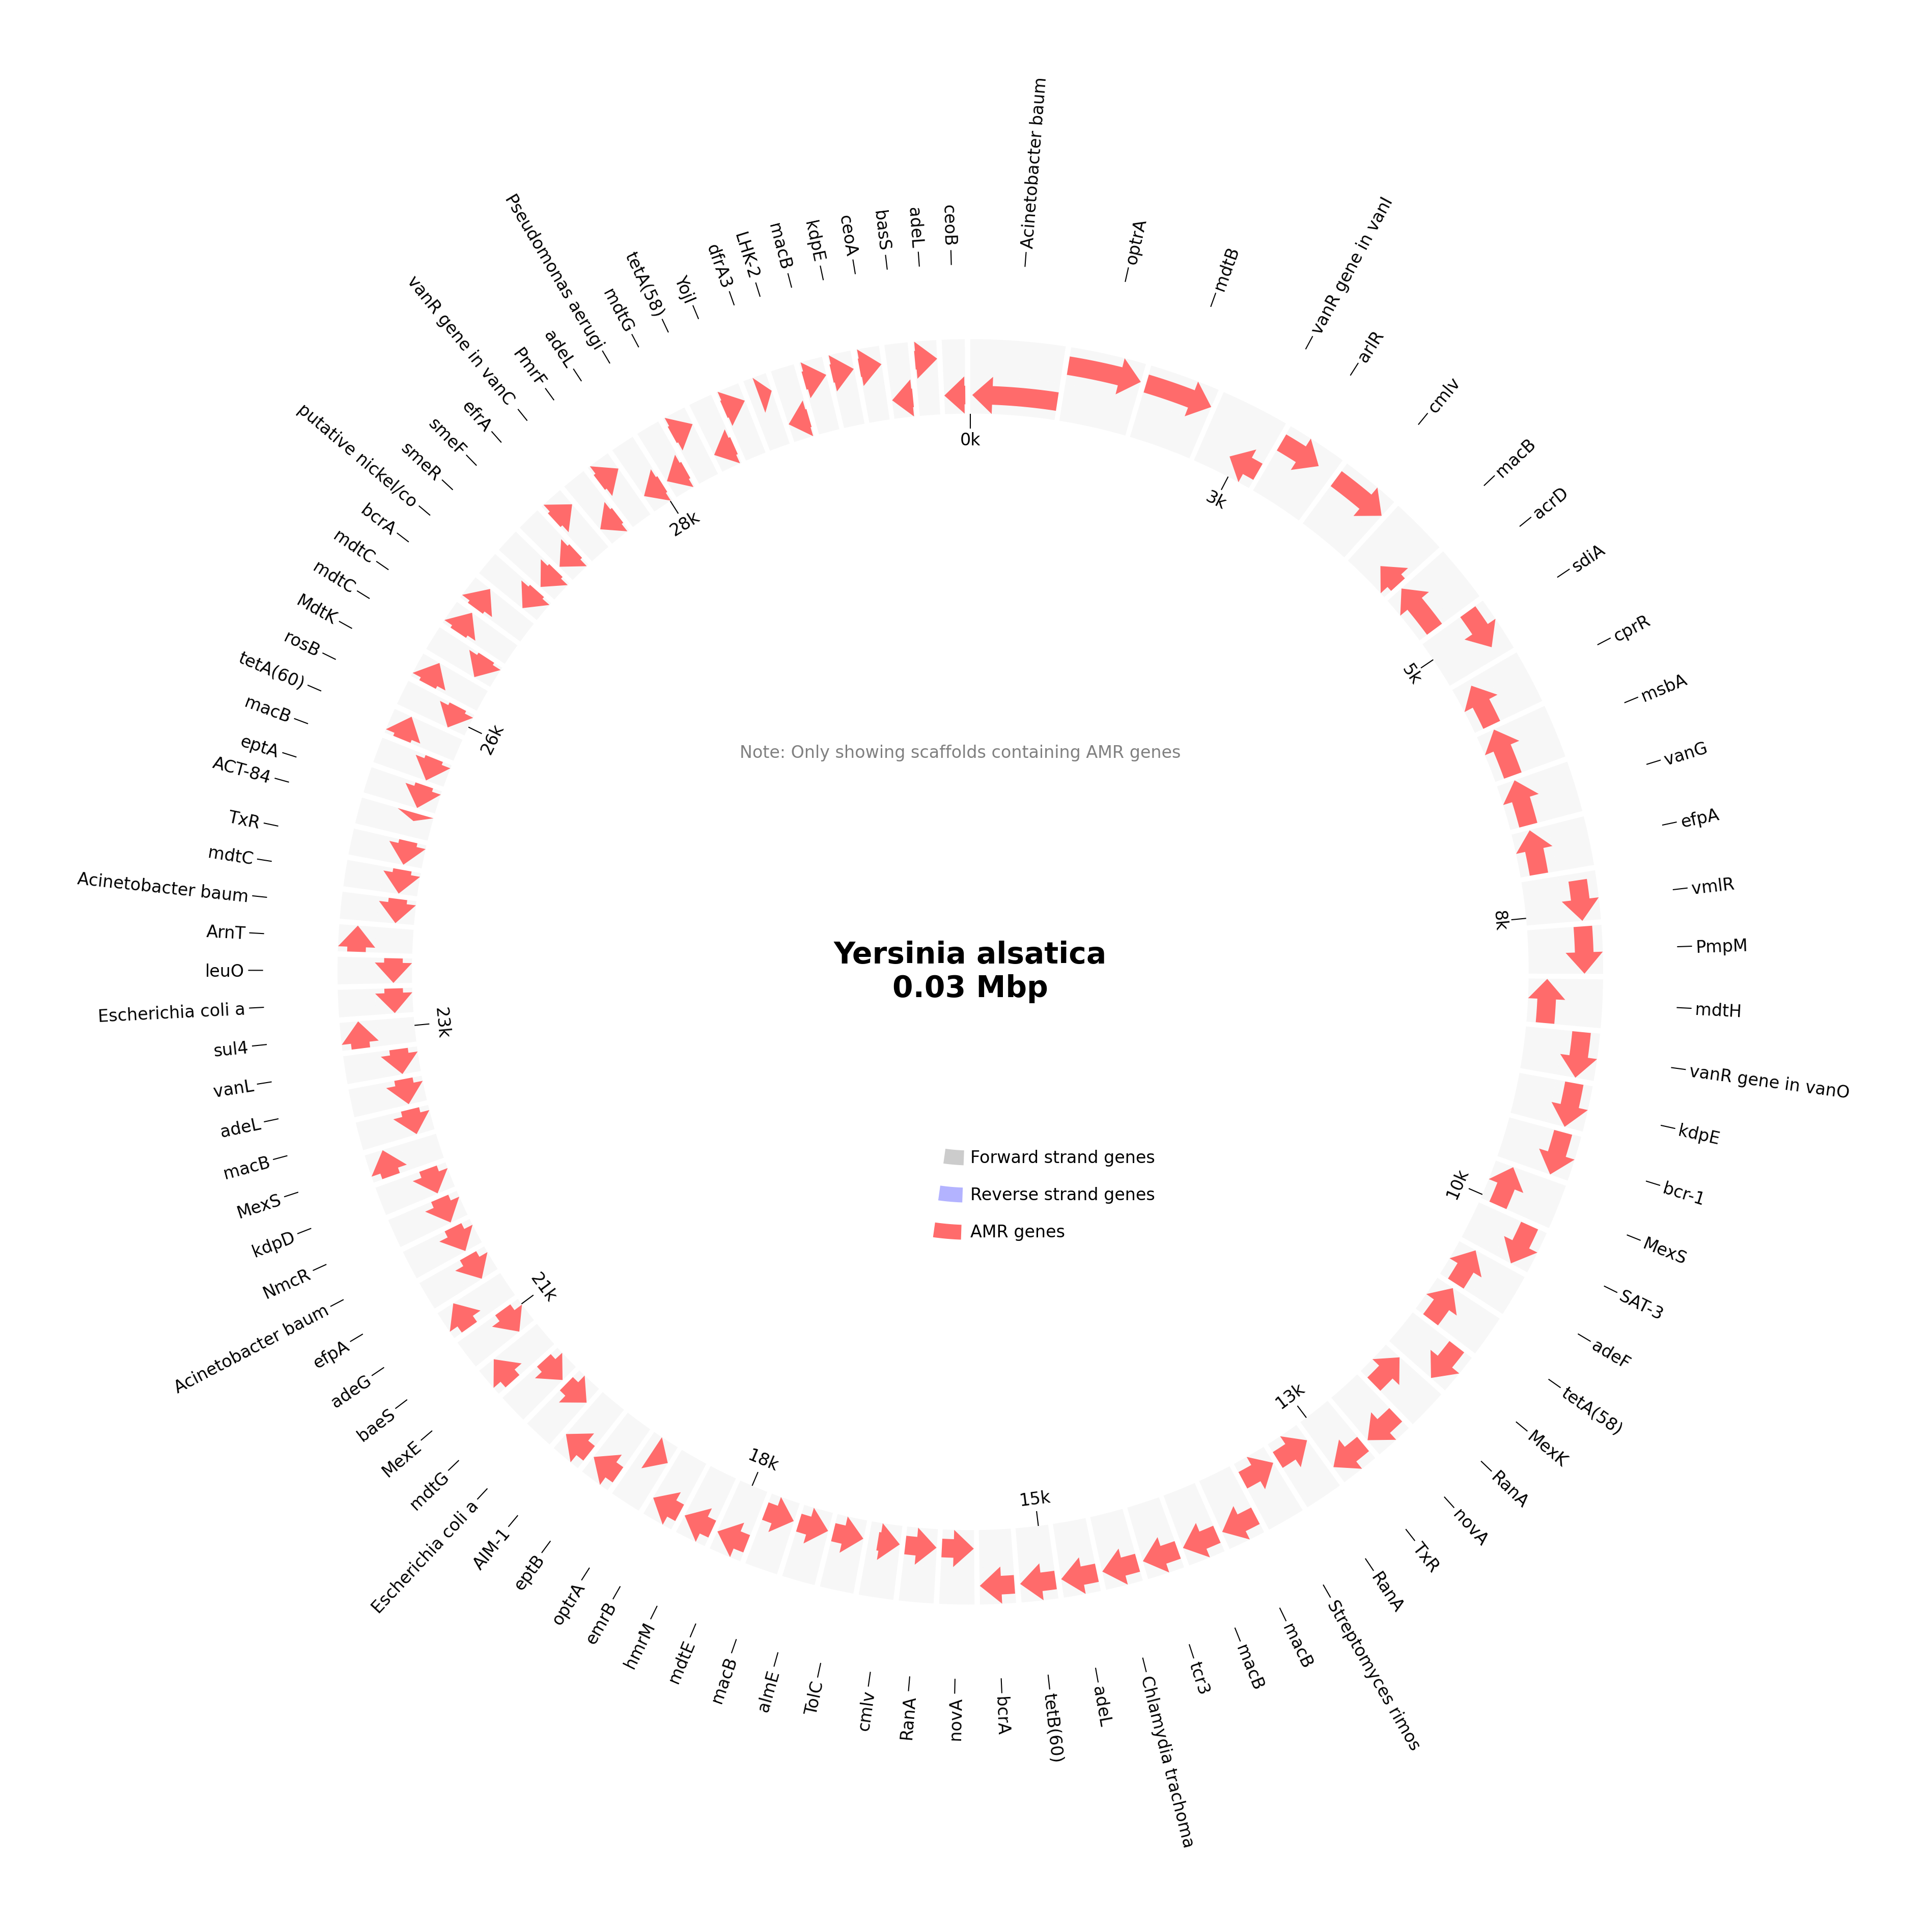 Acinetobacter baum
optrA
mdtB
vanR gene in vanI
arlR
cmlv
macB
acrD
sdiA
cprR
msbA
vanG
efpA
vmlR
PmpM
mdtH
vanR gene in vanO
kdpE
bcr-1
MexS
SAT-3
adeF
tetA(58)
MexK
RanA
novA
TxR
RanA
Streptomyces rimos
macB
macB
tcr3
Chlamydia trachoma
adeL
tetB(60)
bcrA
novA
RanA
cmlv
TolC
almE
macB
mdtE
hmrM
emrB
optrA
eptB
AIM-1
Escherichia coli a
mdtG
MexE
baeS
adeG
efpA
Acinetobacter baum
NmcR
kdpD
MexS
macB
adeL
vanL
sul4
Escherichia coli a
leuO
ArnT
Acinetobacter baum
mdtC
TxR
ACT-84
eptA
macB
tetA(60)
rosB
MdtK
mdtC
mdtC
bcrA
putative nickel/co
smeR
smeF
efrA
vanR gene in vanC
PmrF
adeL
Pseudomonas aerugi
mdtG
tetA(58)
YojI
dfrA3
LHK-2
macB
kdpE
ceoA
basS
adeL
ceoB
0k
3k
5k
8k
10k
13k
15k
18k
21k
23k
26k
28k
Note: Only showing scaffolds containing AMR genes
Yersinia alsatica
0.03 Mbp
Forward strand genes
Reverse strand genes
AMR genes